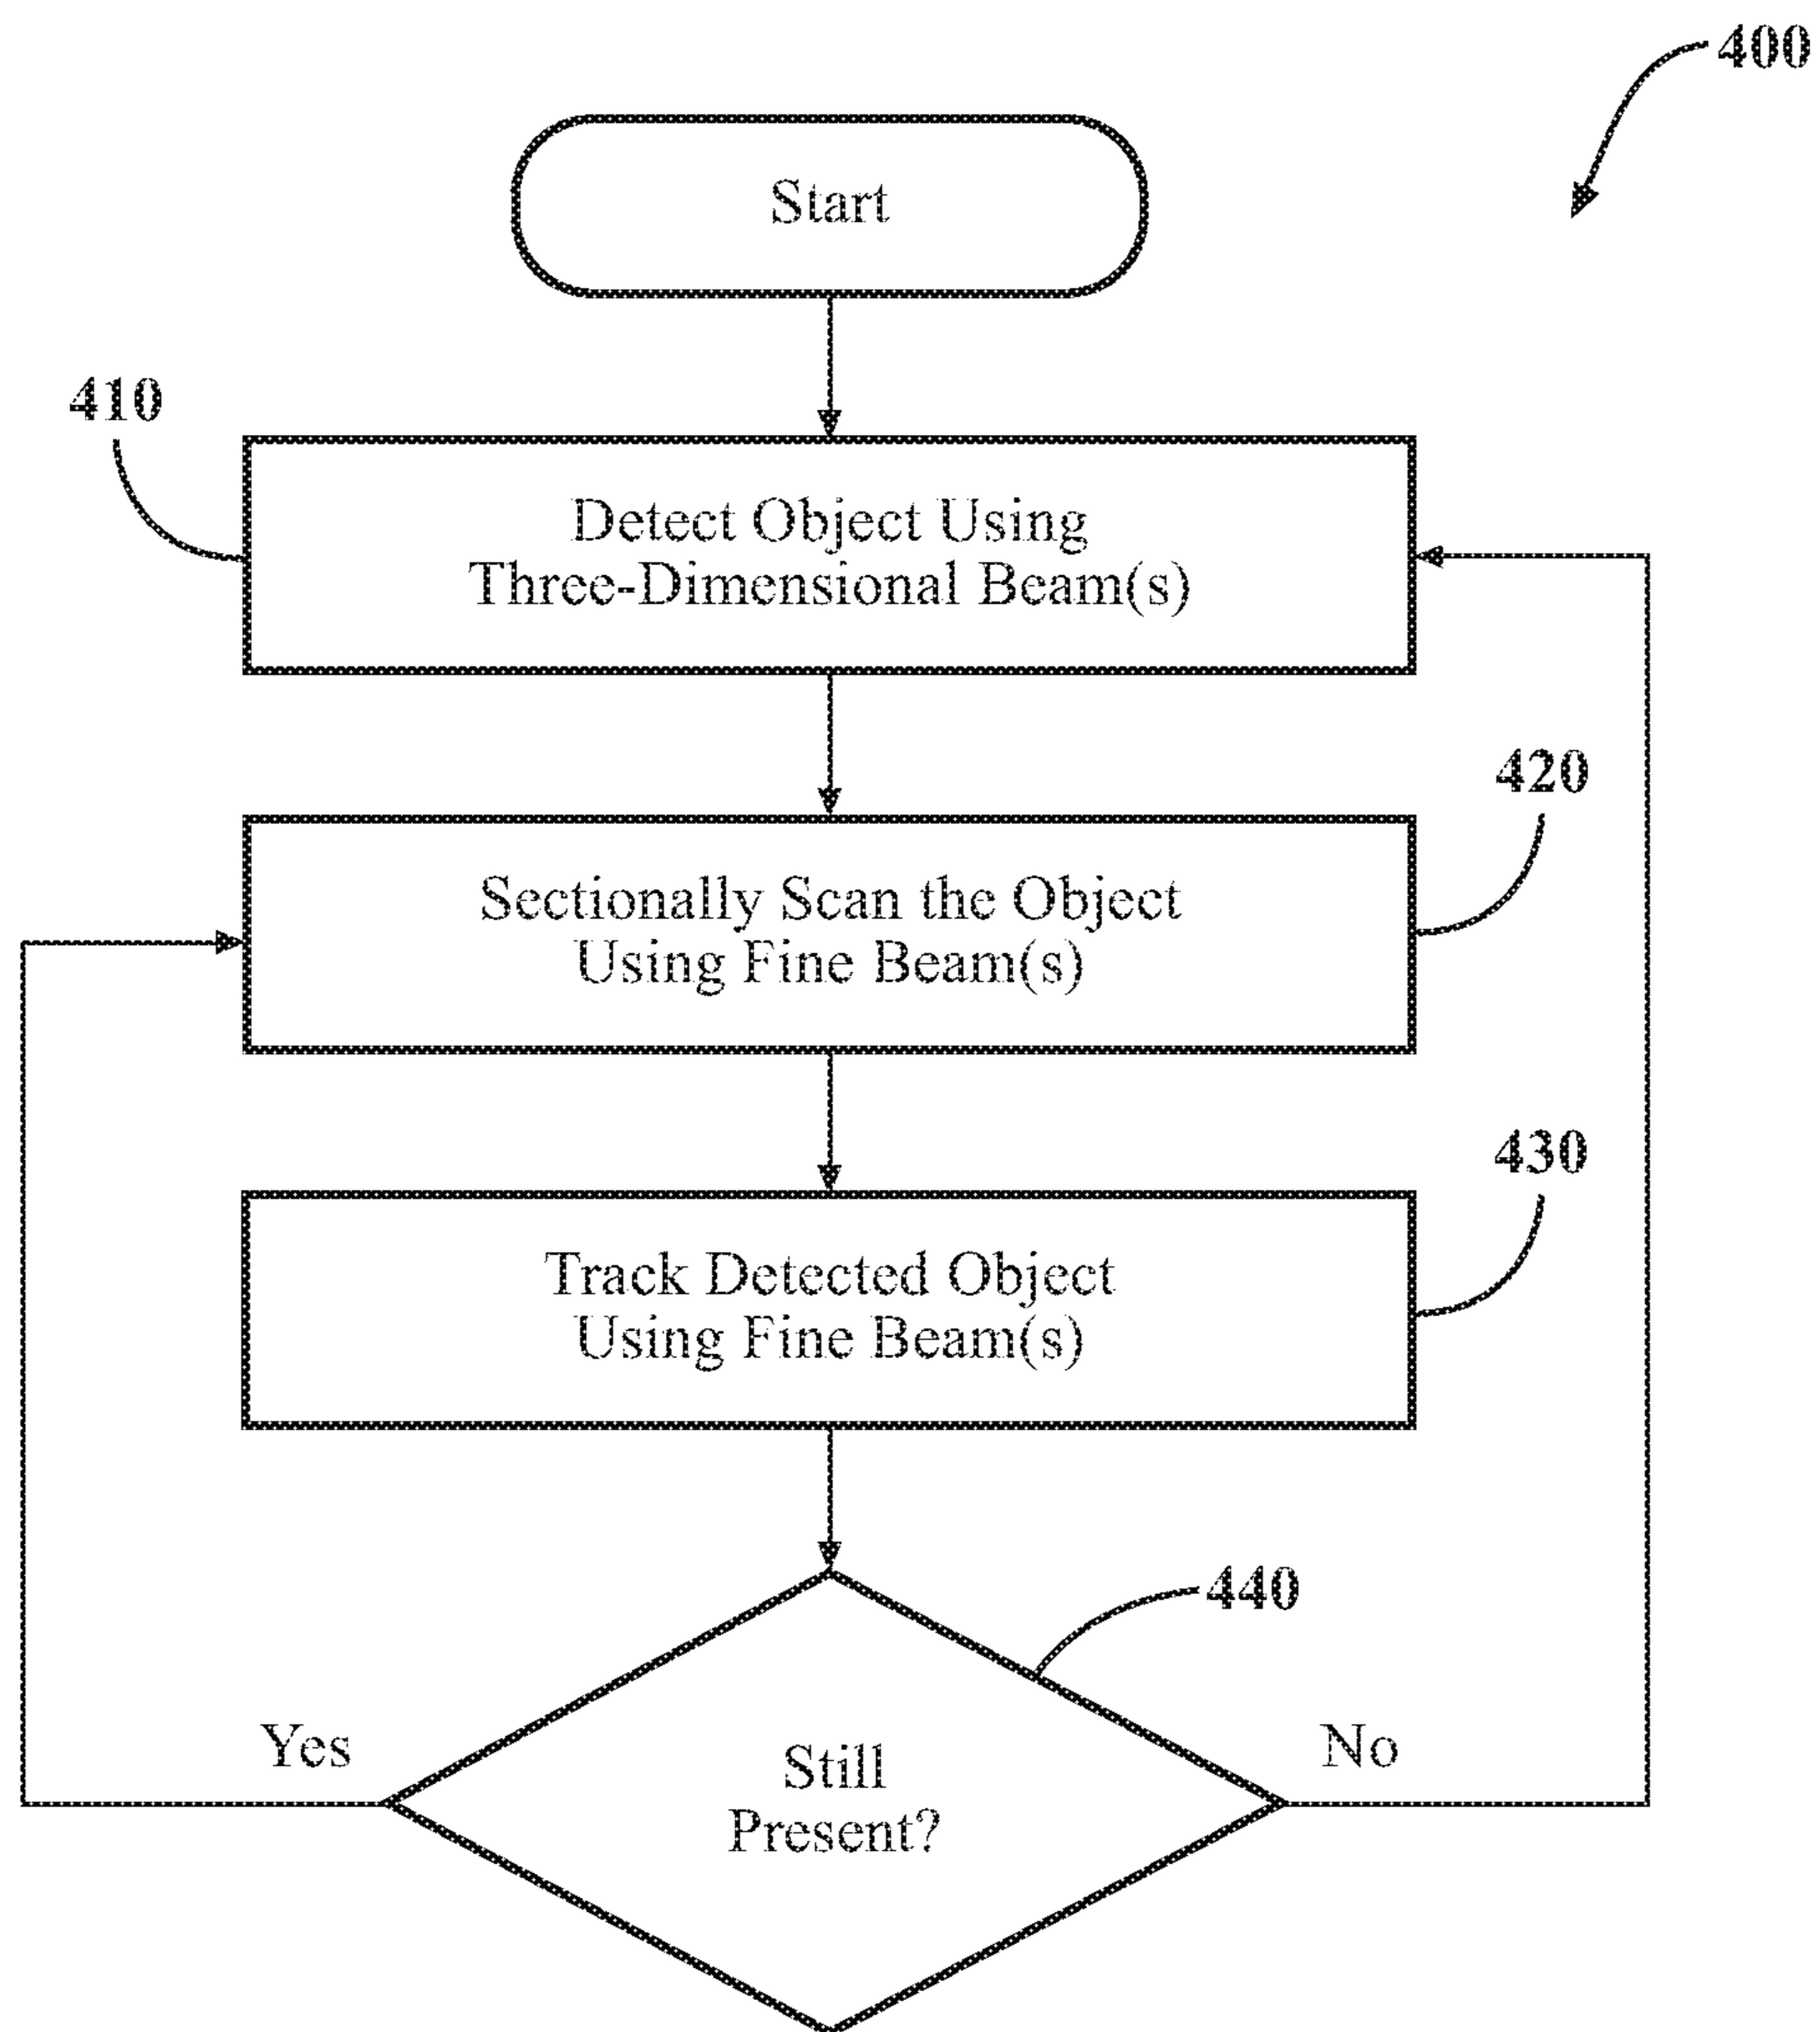 400
Start
410
Detect Object Using
Three-Dimensional Beam(s)
420
Sectionally Scan the Object
Using Fine Beam(s)
430
Track Detected Object
Using Fine Beam(s)
440
Yes
No
Still
Present?